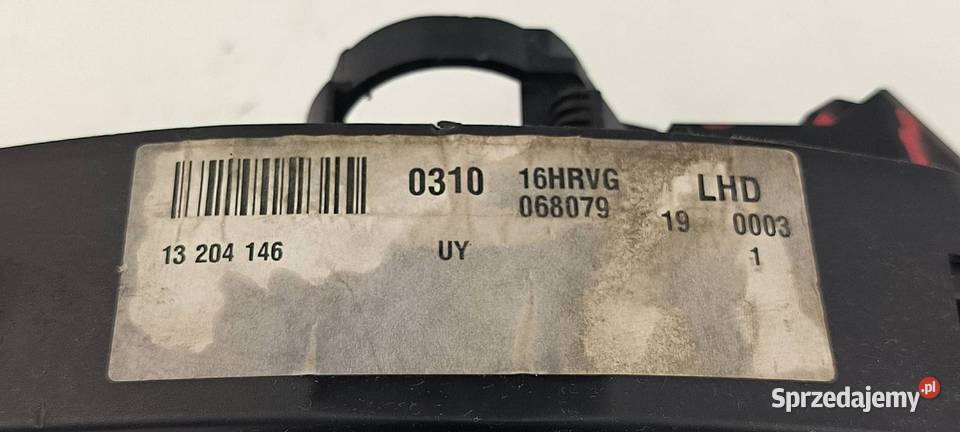 0310 16HRVG LHD
068079 19 0003
13 204 146 UY 1
Sprzedajemy.pl